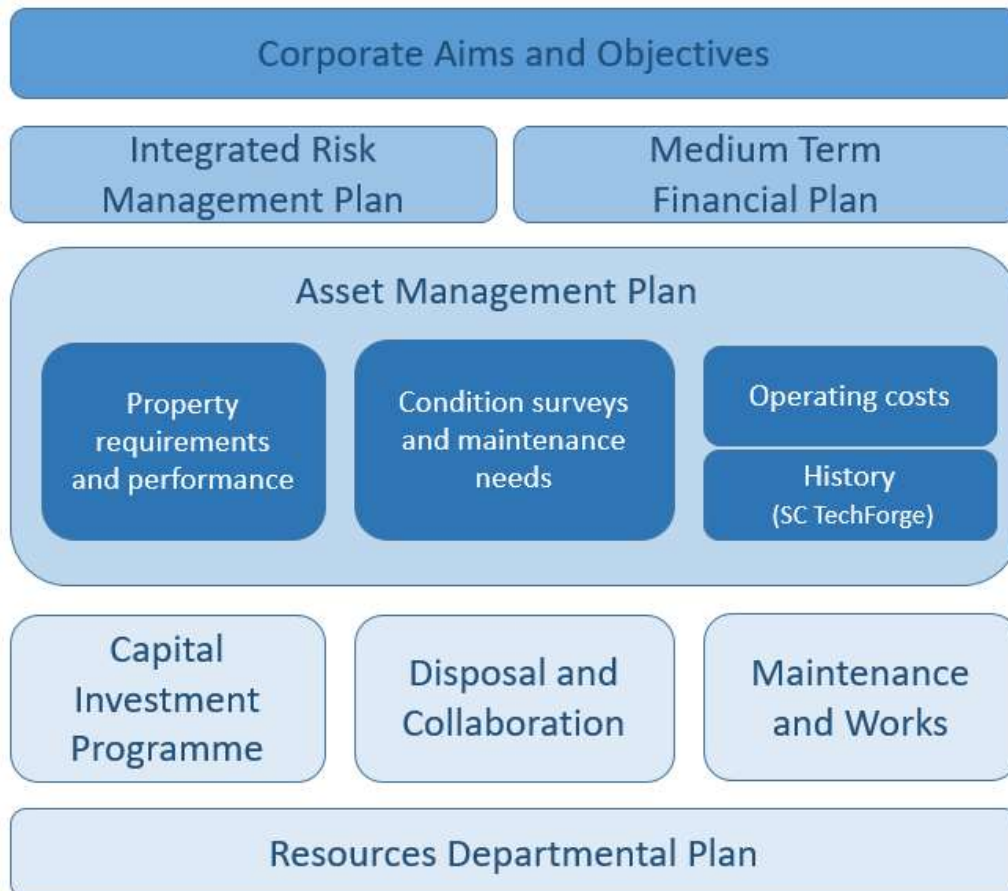 Corporate Aims and Objectives
Integrated Risk
Management Plan
Medium Term
Financial Plan
Asset Management Plan
Property
requirements
and performance
Condition surveys
and maintenance
needs
Operating costs
History
(SC TechForge)
Capital
Investment
Programme
Disposal and
Collaboration
Maintenance
and Works
Resources Departmental Plan